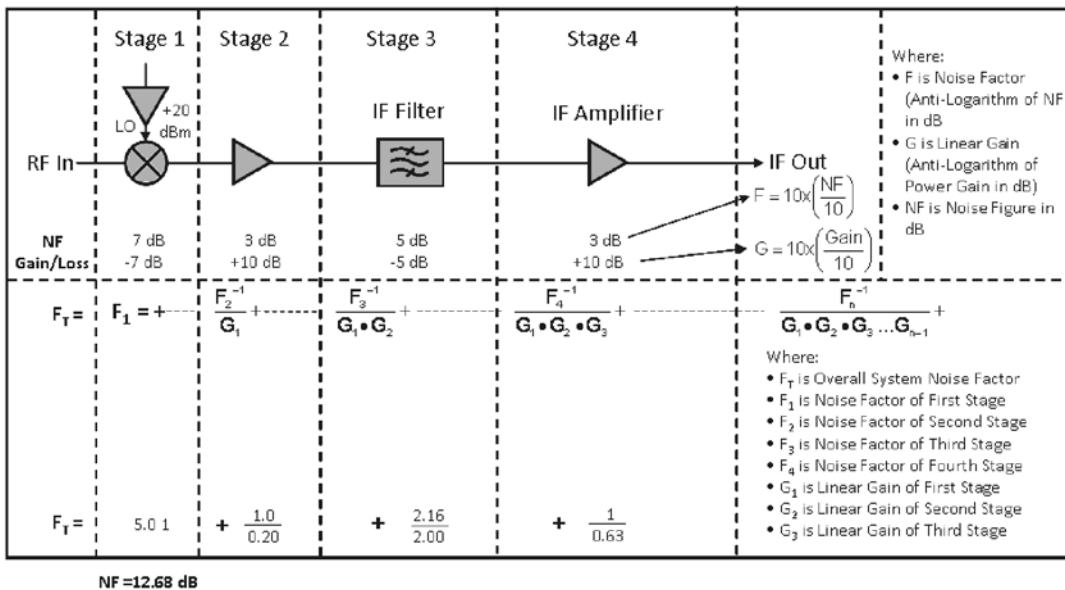 Stage 1 Stage 2 Stage 3 Stage 4
Where:
• F is Noise Factor
(Anti-Logarithm of NF
in dB
• G is Linear Gain
(Anti-Logarithm of
Power Gain in dB)
• NF is Noise Figure in
dB
+20
dBm
LO
IF Filter
IF Amplifier
RF In
IF Out
F = 10x(NF/10)
G = 10x(Gain/10)
NF 7 dB 3 dB 5 dB 3 dB
Gain/Loss -7 dB +10 dB -5 dB +10 dB
F_T = F_1 = + F_2^-1/G_1 + F_3^-1/G_1•G_2 + F_4^-1/G_1•G_2•G_3 + F_n^-1/G_1•G_2•G_3...G_n-1 +
Where:
• F_T is Overall System Noise Factor
• F_1 is Noise Factor of First Stage
• F_2 is Noise Factor of Second Stage
• F_3 is Noise Factor of Third Stage
• F_4 is Noise Factor of Fourth Stage
• G_1 is Linear Gain of First Stage
• G_2 is Linear Gain of Second Stage
• G_3 is Linear Gain of Third Stage
F_T = 5.0 1 + 1.0/0.20 + 2.16/2.00 + 1/0.63
NF =12.68 dB